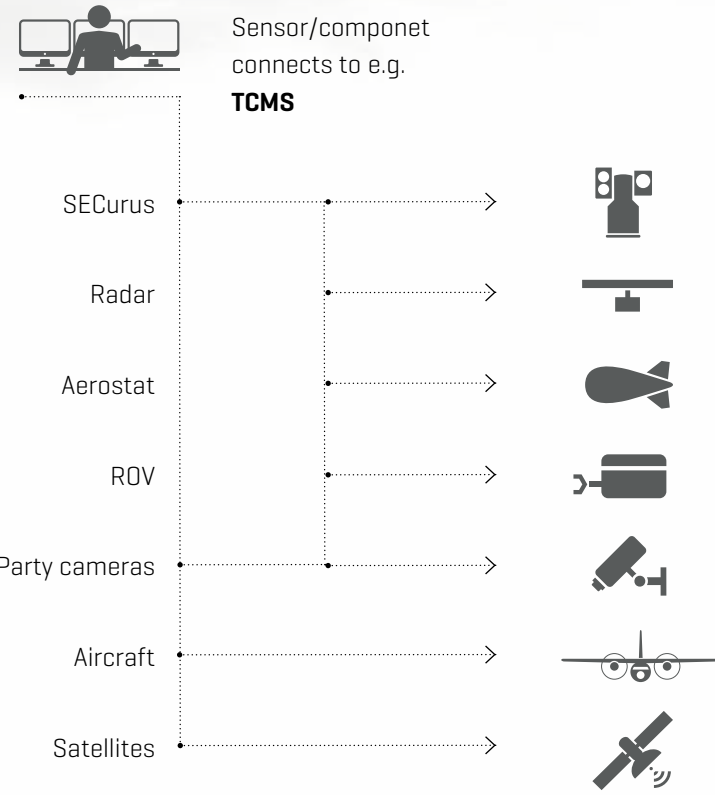 Sensor/componet
connects to e.g.
TCMS
SECurus
Radar
Aerostat
ROV
Party cameras
Aircraft
Satellites